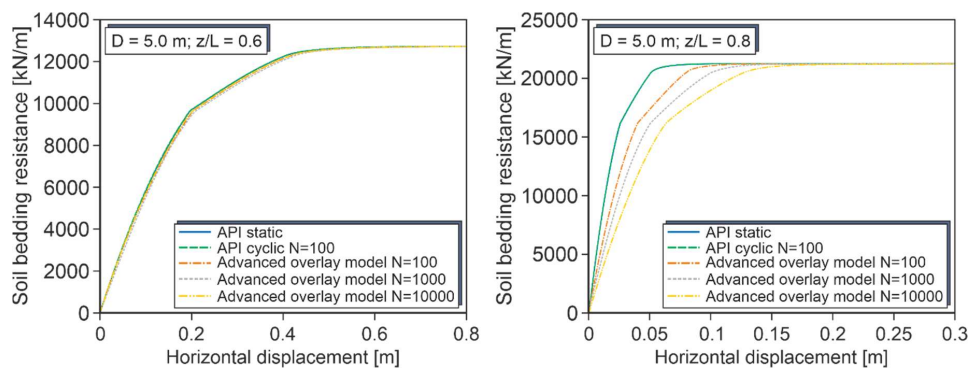 14000
12000
10000
8000
6000
4000
2000
0
Soil bedding resistance [kN/m]
D = 5.0 m; z/L = 0.6
API static
API cyclic N=100
Advanced overlay model N=100
Advanced overlay model N=1000
Advanced overlay model N=10000
0 0.2 0.4 0.6 0.8
Horizontal displacement [m]
25000
20000
15000
10000
5000
0
Soil bedding resistance [kN/m]
D = 5.0 m; z/L = 0.8
API static
API cyclic N=100
Advanced overlay model N=100
Advanced overlay model N=1000
Advanced overlay model N=10000
0 0.05 0.1 0.15 0.2 0.25 0.3
Horizontal displacement [m]